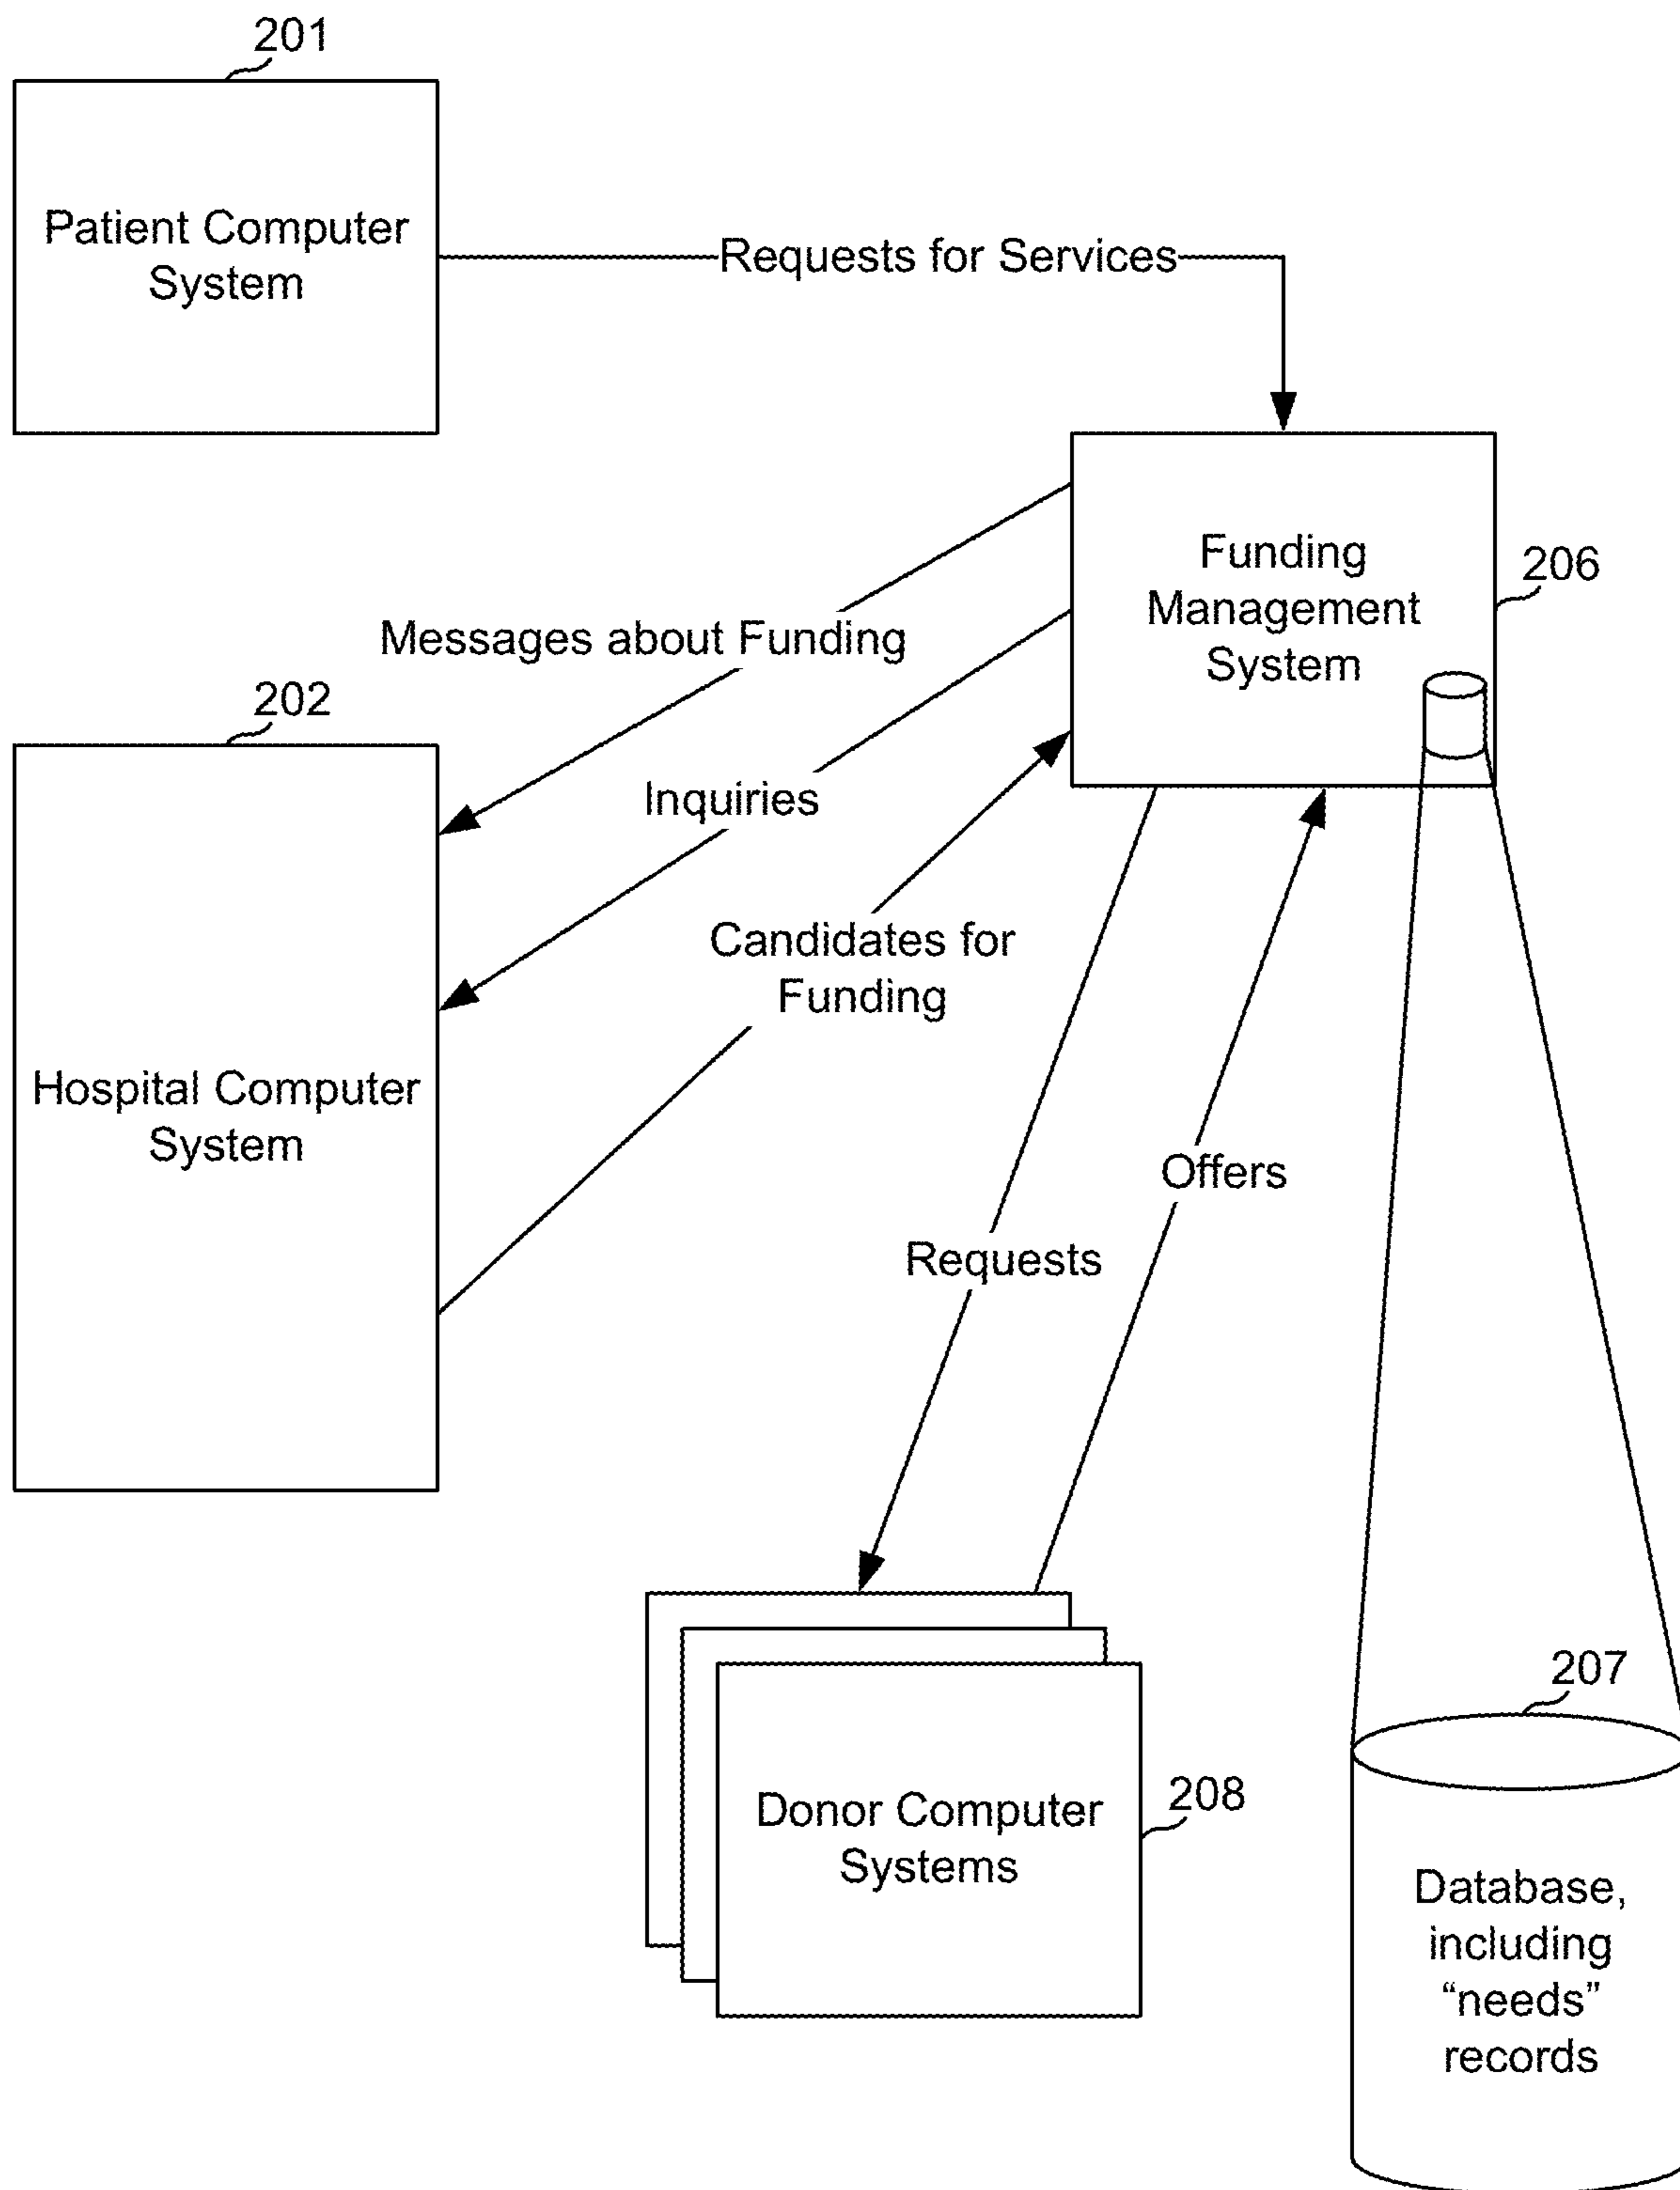 201
Patient Computer
System
Requests for Services
Funding
Management
System
206
Messages about Funding
202
Inquiries
Candidates for
Funding
Hospital Computer
System
Offers
Requests
207
208
Donor Computer
Systems
Database,
including
“needs”
records